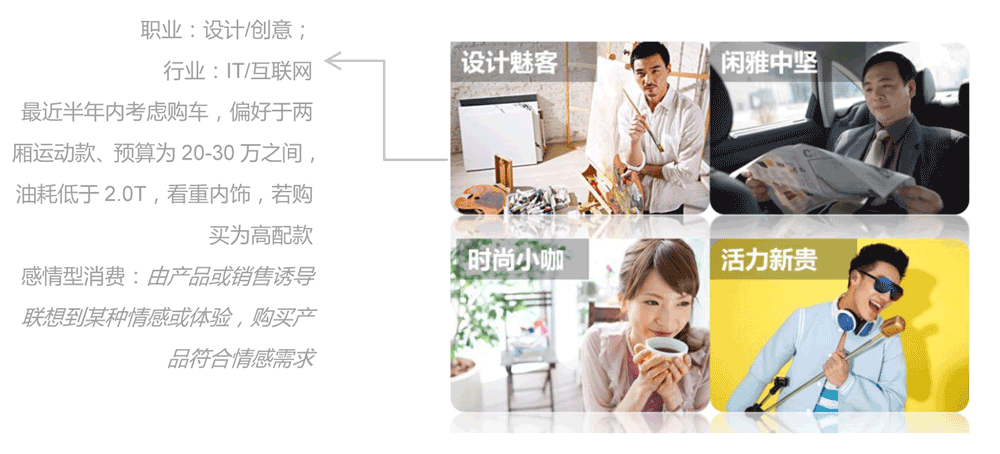 职业：设计/创意；
行业：IT/互联网
最近半年内考虑购车，偏好于两
厢运动款、预算为 20-30 万之间，
油耗低于 2.0T，看重内饰，若购
买为高配款
感情型消费：由产品或销售诱导
联想到某种情感或体验，购买产
品符合情感需求
设计魅客
闲雅中坚
时尚小咖
活力新贵